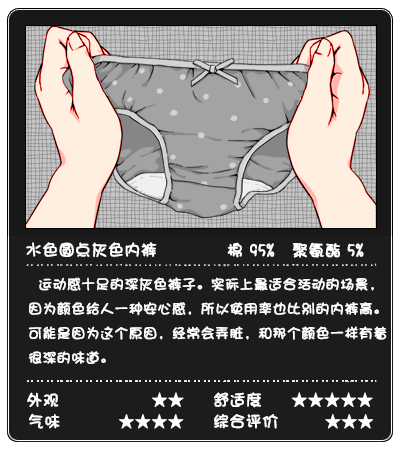 水色圆点灰色内裤 棉 95% 聚氨酯 5%
运动感十足的深灰色裤子。实际上最适合活动的场景，
因为颜色给人一种安心感，所以使用率也比别的内裤高。
可能是因为这个原因，经常会弄脏，和那个颜色一样有着
很深的味道。
外观 ★★ 舒适度 ★★★★★
气味 ★★★★ 综合评价 ★★★